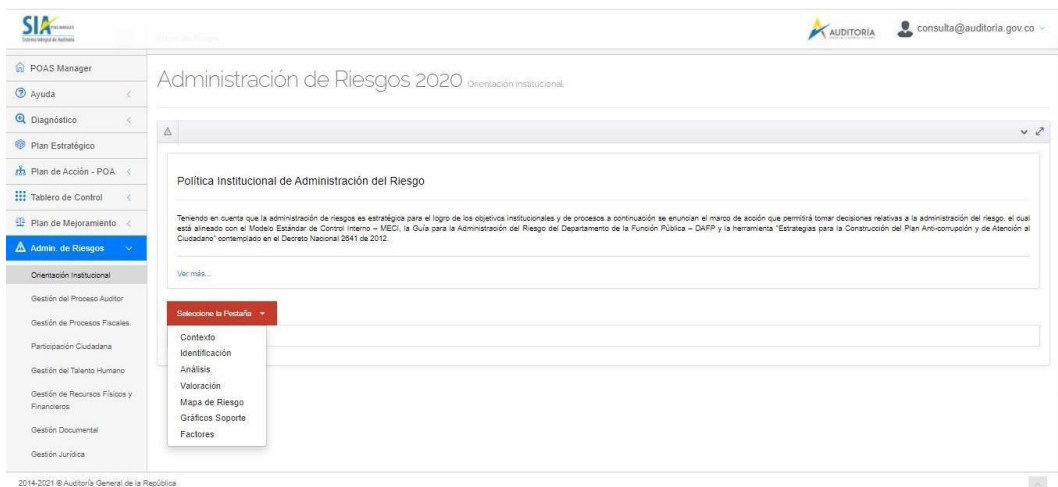 SIA
Sistema Integral de Auditoría
AUDITORÍA
consulta@auditoria.gov.co
POAS Manager
Ayuda
Diagnóstico
Plan Estratégico
Plan de Acción - POA
Tablero de Control
Plan de Mejoramiento
Admin. de Riesgos
Orientación Institucional
Gestión del Proceso Auditor
Gestión de Procesos Fiscales.
Participación Ciudadana
Gestión del Talento Humano
Gestión de Recursos Físicos y
Financieros
Gestión Documental
Gestión Jurídica
Administración de Riesgos 2020 Orientación Institucional
Política Institucional de Administración del Riesgo
Teniendo en cuenta que la administración de riesgos es estratégica para el logro de los objetivos institucionales y de procesos a continuación se enuncian el marco de acción que permitirá tomar decisiones relativas a la administración del riesgo, el cual
está alineado con el Modelo Estándar de Control Interno – MECI, la Guía para la Administración del Riesgo del Departamento de la Función Pública – DAFP y la herramienta "Estrategias para la Construcción del Plan Anti-corrupción y de Atención al
Ciudadano" contemplado en el Decreto Nacional 2641 de 2012.
Ver más...
Seleccione la Pestaña
Contexto
Identificación
Análisis
Valoración
Mapa de Riesgo
Gráficos Soporte
Factores
2014-2021 © Auditoría General de la República